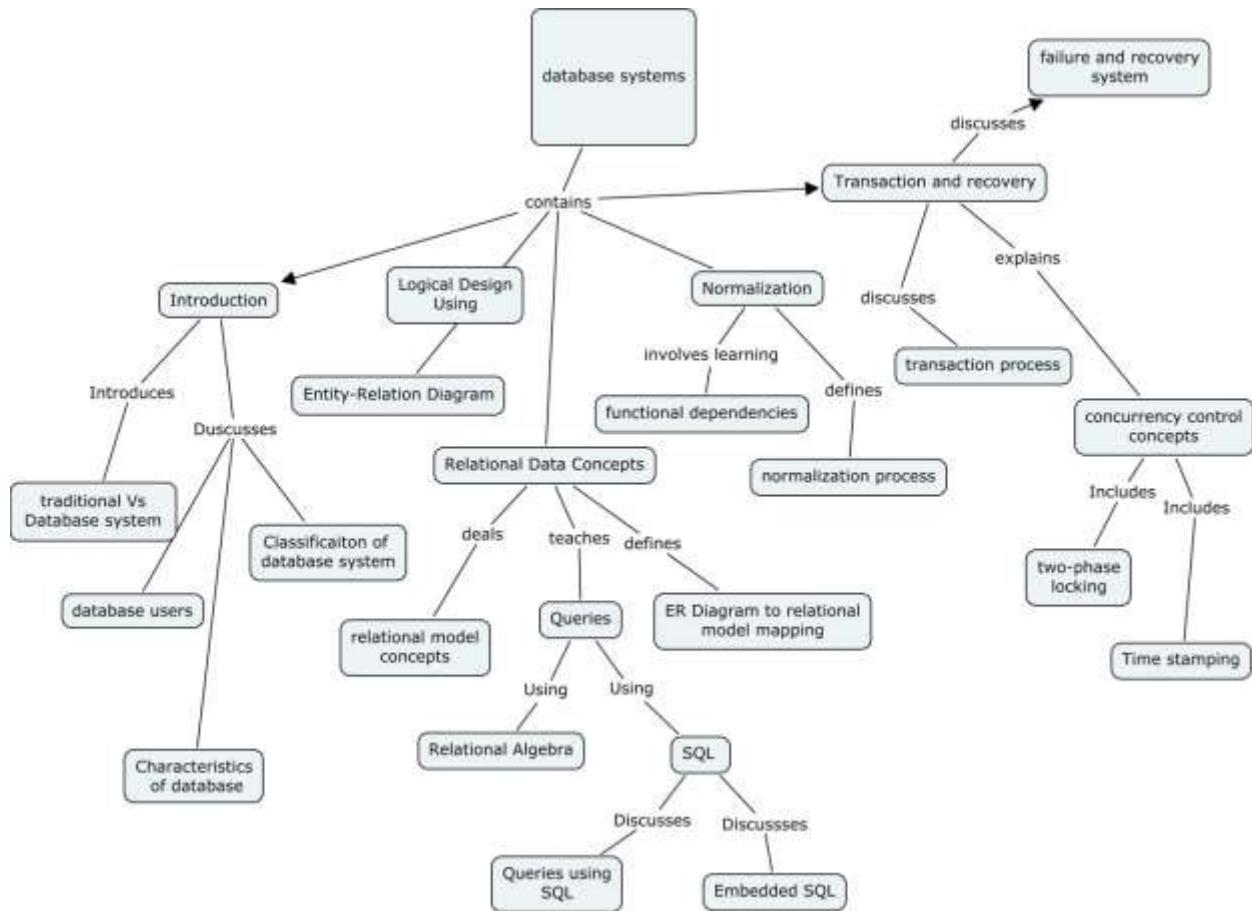 database systems
failure and recovery
system
discusses
Transaction and recovery
contains
explains
Introduction
Logical Design
Using
Normalization
discusses
involves learning
transaction process
Introduces
Entity-Relation Diagram
functional dependencies
defines
concurrency control
concepts
Duscusses
Relational Data Concepts
normalization process
traditional Vs
Database system
Includes
Includes
Classificaiton of
database system
deals
teaches
defines
two-phase
locking
database users
relational model
concepts
Queries
ER Diagram to relational
model mapping
Time stamping
Using
Using
Relational Algebra
SQL
Characteristics
of database
Discusses
Discussses
Queries using
SQL
Embedded SQL